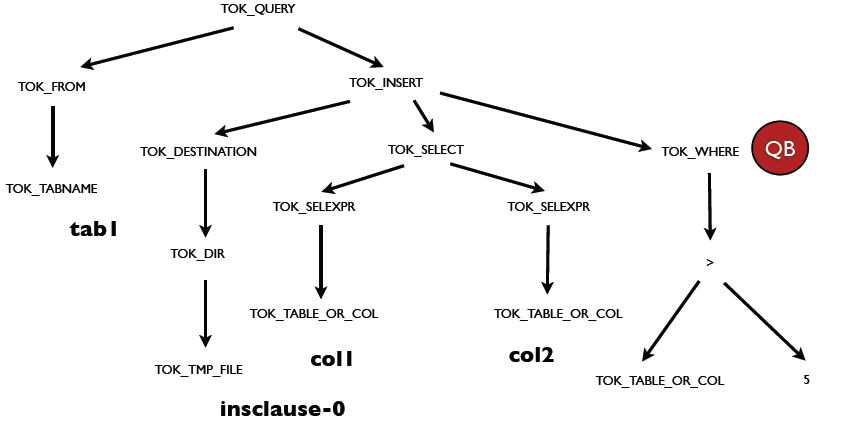 TOK_QUERY
TOK_FROM
TOK_INSERT
TOK_DESTINATION
TOK_SELECT
TOK_WHERE
QB
TOK_TABNAME
tab1
TOK_SELEXPR
TOK_SELEXPR
TOK_DIR
>
TOK_TABLE_OR_COL
TOK_TABLE_OR_COL
col1
col2
TOK_TMP_FILE
TOK_TABLE_OR_COL
5
insclause-0